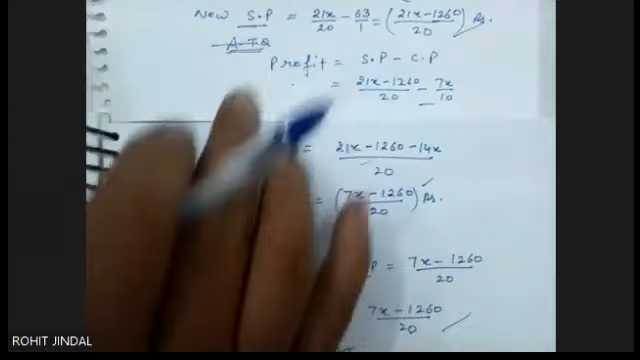 New S.P = 21x/20 - 63/1 = (21x-1260/20) Rs.
A.T.Q
Profit = S.P - C.P
= 21x-1260/20 - 7x/10
= 21x-1260-14x/20
= (7x-1260/20) Rs.
P = 7x-1260/20
7x-1260/20
ROHIT JINDAL